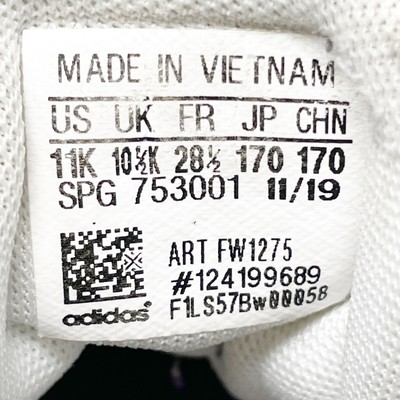 MADE IN VIETNAM
US UK FR JP CHN
11K 10½K 28½ 170 170
SPG 753001 11/19
ART FW1275
#124199689
F1LS57Bw0005B
adidas